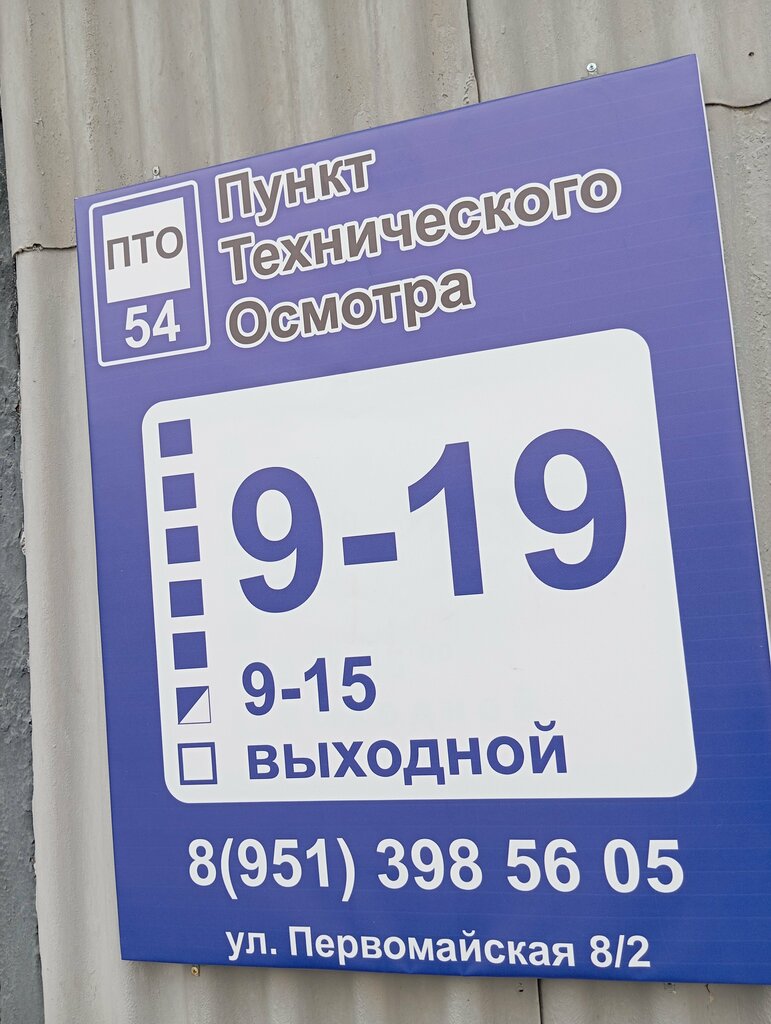 ПТО
54
Пункт
Технического
Осмотра
9-19
9-15
выходной
8(951) 398 56 05
ул. Первомайская 8/2